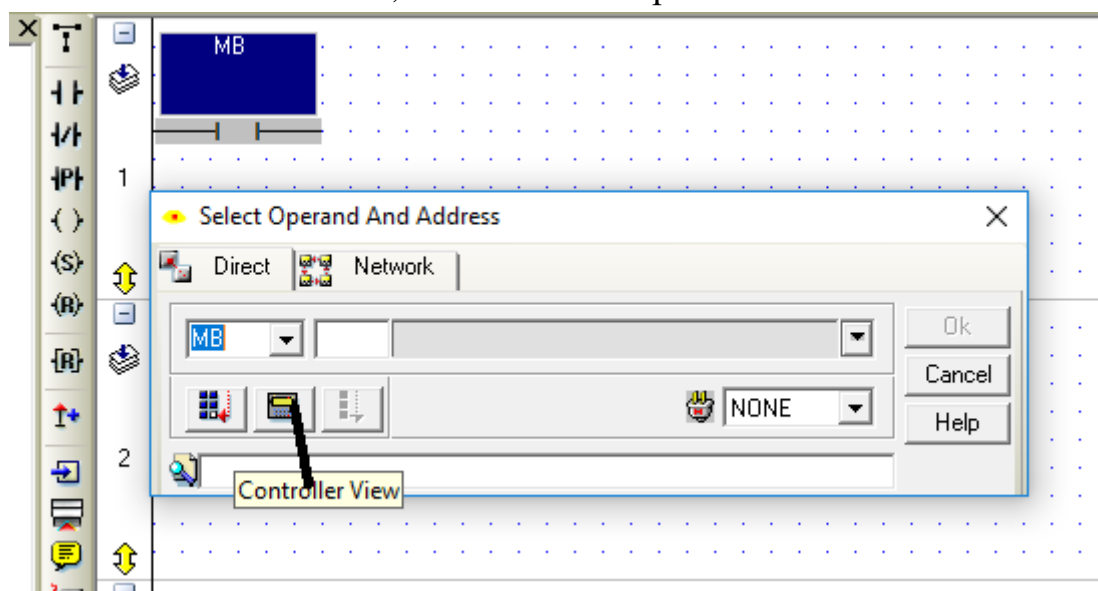 MB
1
Select Operand And Address
Direct Network
MB
Ok
Cancel
NONE
Help
2
Controller View